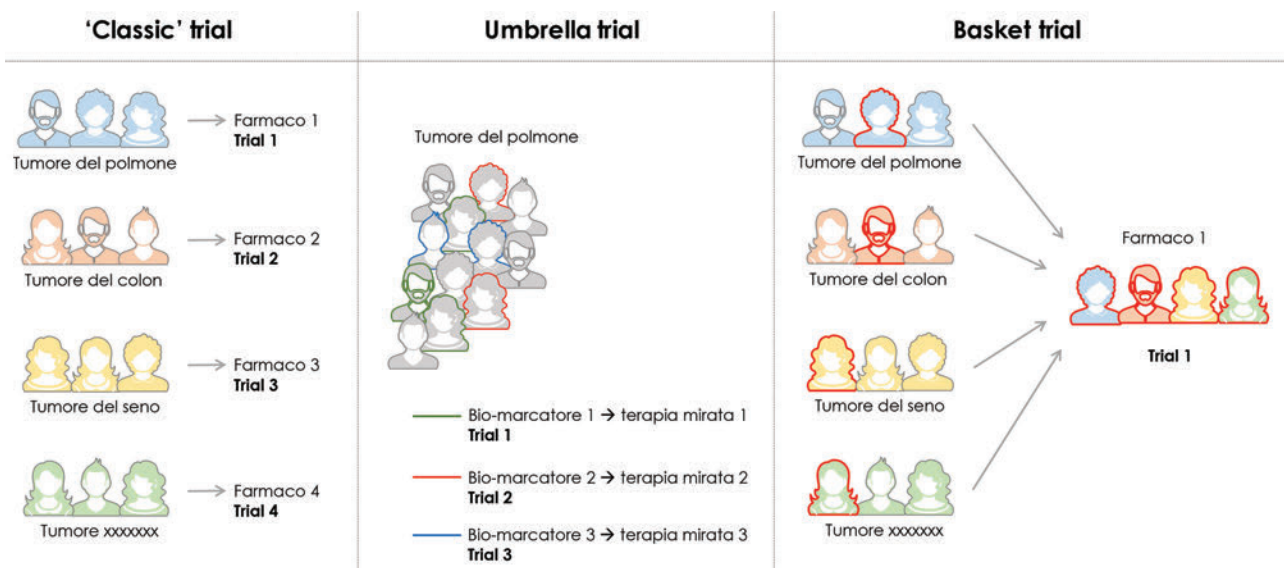 'Classic' trial
Farmaco 1
Trial 1
Tumore del polmone
Farmaco 2
Trial 2
Tumore del colon
Farmaco 3
Trial 3
Tumore del seno
Farmaco 4
Trial 4
Tumore xxxxxxx
Umbrella trial
Tumore del polmone
Bio-marcatore 1 → terapia mirata 1
Trial 1
Bio-marcatore 2 → terapia mirata 2
Trial 2
Bio-marcatore 3 → terapia mirata 3
Trial 3
Basket trial
Tumore del polmone
Tumore del colon
Tumore del seno
Tumore xxxxxxx
Farmaco 1
Trial 1